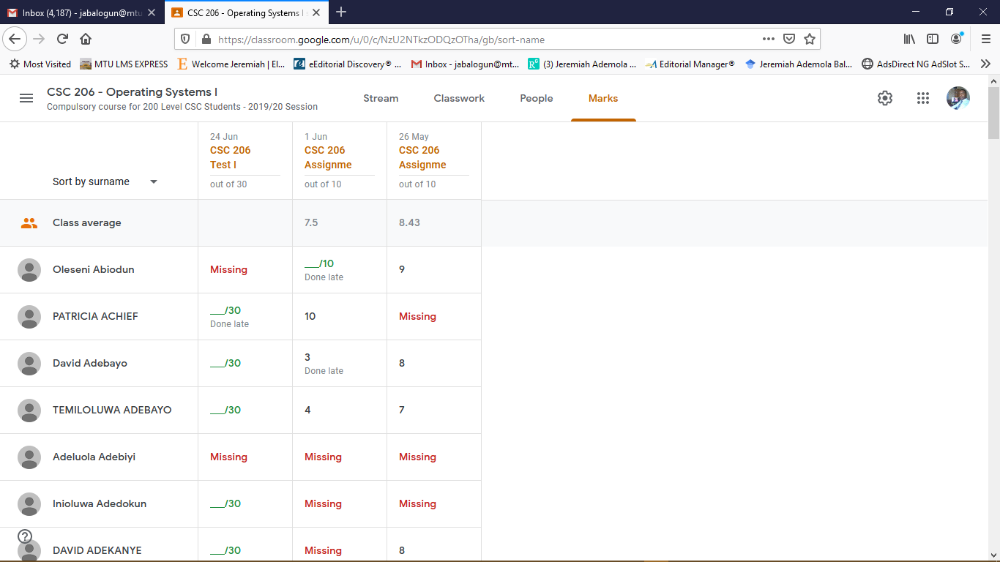 Inbox (4,187) - jabalogun@mtu
CSC 206 - Operating Systems I
https://classroom.google.com/u/0/c/NzU2NTkzODQzOTha/gb/sort-name
Most Visited MTU LMS EXPRESS Welcome Jeremiah | El... eEditorial Discovery® ... Inbox - jabalogun@mt... (3) Jeremiah Ademola ... Editorial Manager® Jeremiah Ademola Bal... AdsDirect NG AdSlot S...
CSC 206 - Operating Systems I
Compulsory course for 200 Level CSC Students - 2019/20 Session
Stream Classwork People Marks
24 Jun 1 Jun 26 May
CSC 206 CSC 206 CSC 206
Test I Assignme Assignme
Sort by surname out of 30 out of 10 out of 10
Class average 7.5 8.43
Oleseni Abiodun Missing ___/10 9
Done late
PATRICIA ACHIEF ___/30 10 Missing
Done late
David Adebayo ___/30 3 8
Done late
TEMILOLUWA ADEBAYO ___/30 4 7
Adeluola Adebiyi Missing Missing Missing
Inioluwa Adedokun ___/30 Missing Missing
DAVID ADEKANYE ___/30 Missing 8